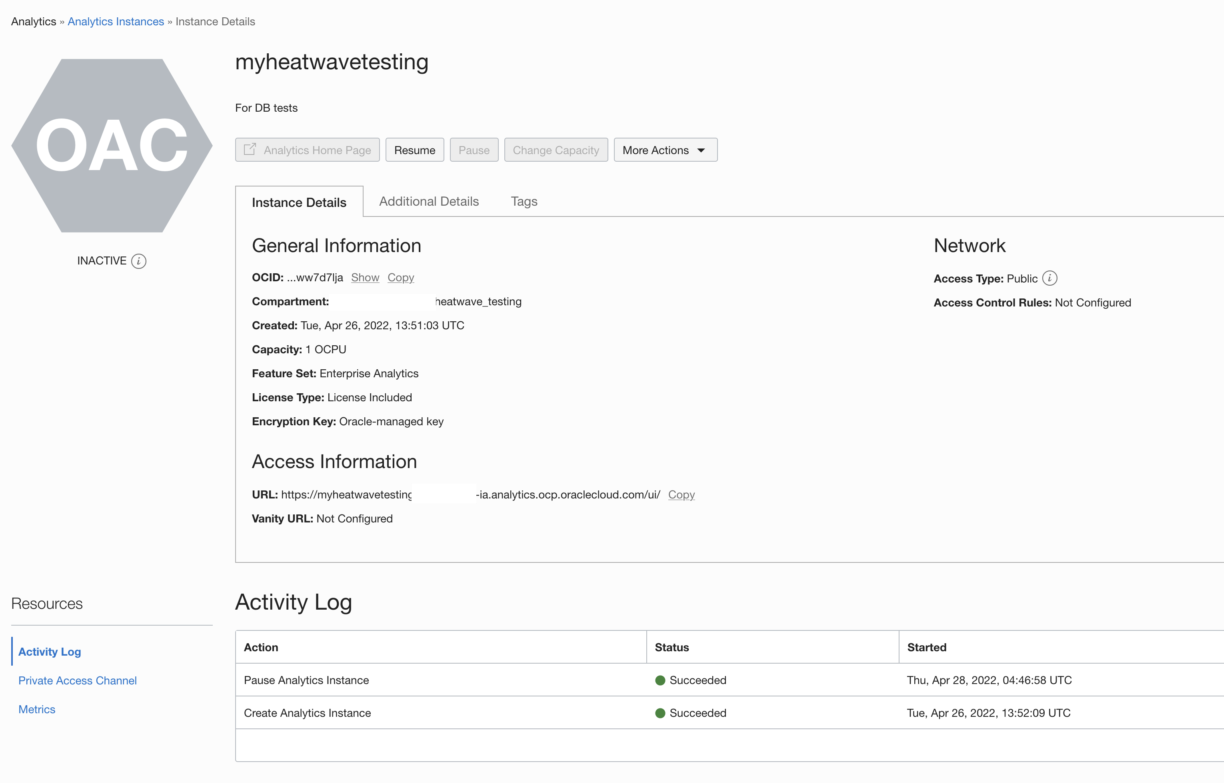 Analytics » Analytics Instances » Instance Details
OAC
INACTIVE
myheatwavetesting
For DB tests
Analytics Home Page Resume Pause Change Capacity More Actions
Instance Details Additional Details Tags
General Information
OCID: ...ww7d7lja Show Copy
Compartment: heatwave_testing
Created: Tue, Apr 26, 2022, 13:51:03 UTC
Capacity: 1 OCPU
Feature Set: Enterprise Analytics
License Type: License Included
Encryption Key: Oracle-managed key
Access Information
URL: https://myheatwavetesting -ia.analytics.ocp.oraclecloud.com/ui/ Copy
Vanity URL: Not Configured
Network
Access Type: Public
Access Control Rules: Not Configured
Resources
Activity Log
Private Access Channel
Metrics
Activity Log
Action Status Started
Pause Analytics Instance Succeeded Thu, Apr 28, 2022, 04:46:58 UTC
Create Analytics Instance Succeeded Tue, Apr 26, 2022, 13:52:09 UTC